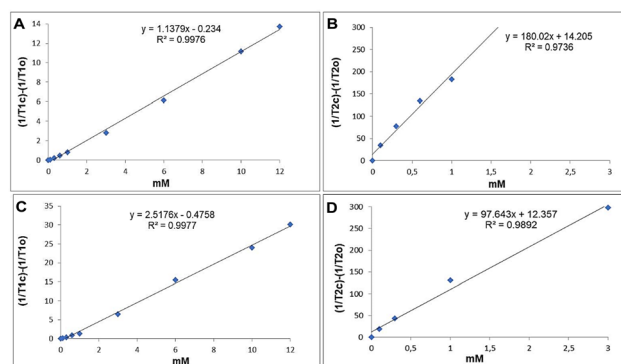 A
y = 1.1379x - 0.234
R² = 0.9976
(1/T1c)-(1/T1o)
14
12
10
8
6
4
2
0
0 2 4 6 8 10 12
mM
B
y = 180.02x + 14.205
R² = 0.9736
(1/T2c)-(1/T2o)
300
250
200
150
100
50
0
0 0,5 1 1,5 2 2,5 3
mM
C
y = 2.5176x - 0.4758
R² = 0.9977
(1/T1c)-(1/T1o)
35
30
25
20
15
10
5
0
0 2 4 6 8 10 12
mM
D
y = 97.643x + 12.357
R² = 0.9892
(1/T2c)-(1/T2o)
300
250
200
150
100
50
0
0 0,5 1 1,5 2 2,5 3
mM